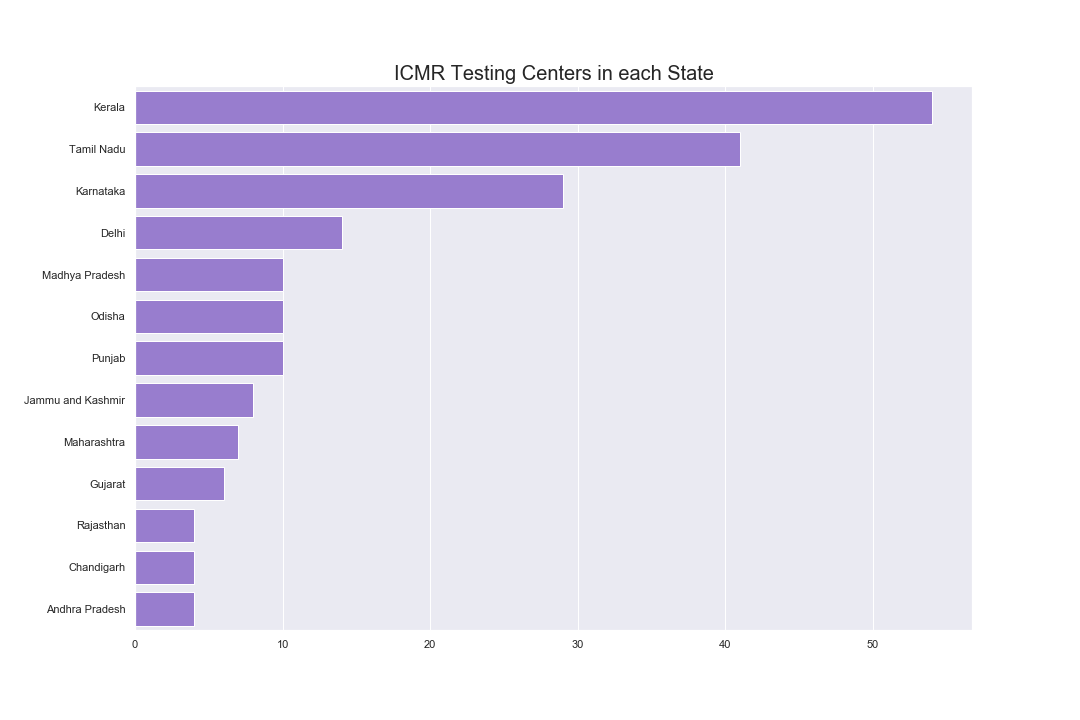 ICMR Testing Centers in each State
Kerala
Tamil Nadu
Karnataka
Delhi
Madhya Pradesh
Odisha
Punjab
Jammu and Kashmir
Maharashtra
Gujarat
Rajasthan
Chandigarh
Andhra Pradesh
0 10 20 30 40 50